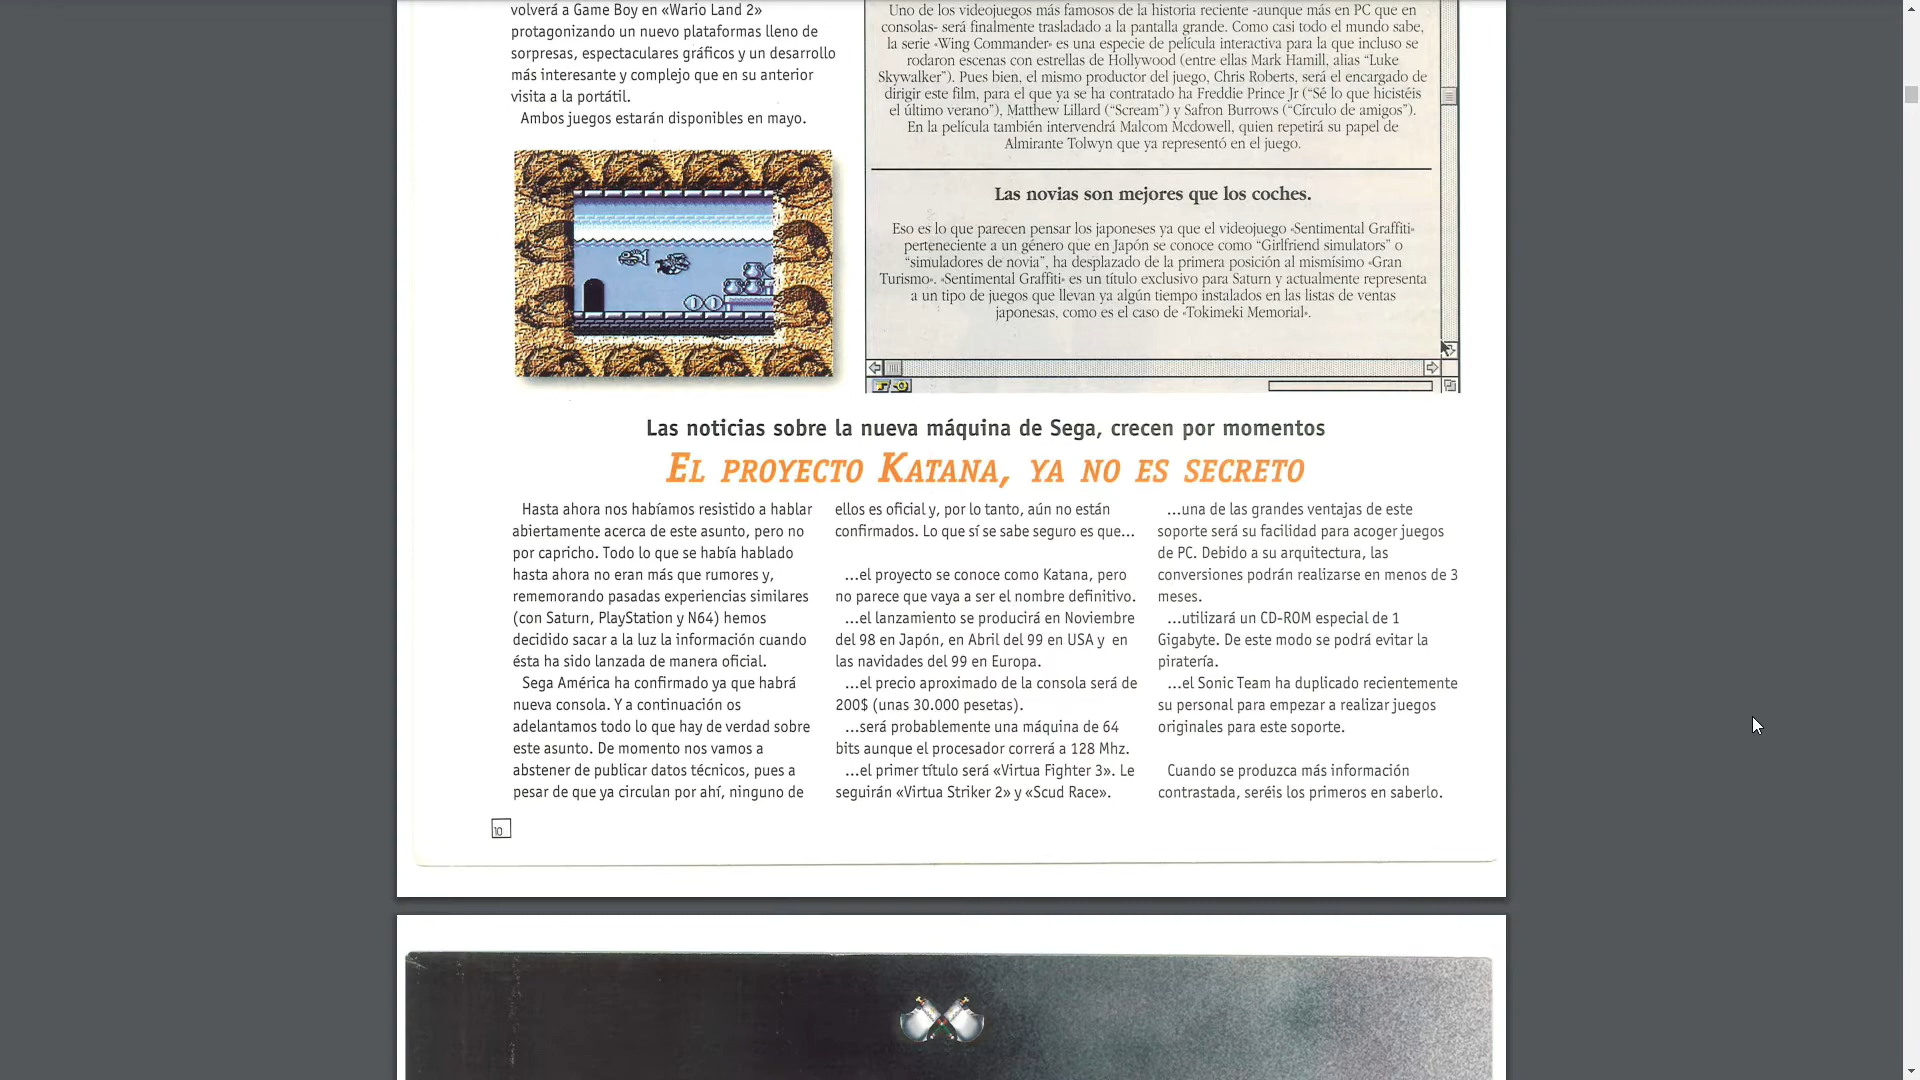 volverá a Game Boy en «Wario Land 2»
protagonizando un nuevo plataformas lleno de
sorpresas, espectaculares gráficos y un desarrollo
más interesante y complejo que en su anterior
visita a la portátil.
Ambos juegos estarán disponibles en mayo.
Uno de los videojuegos más famosos de la historia reciente -aunque más en PC que en
consolas- será finalmente trasladado a la pantalla grande. Como casi todo el mundo sabe,
la serie «Wing Commander» es una especie de película interactiva para la que incluso se
rodaron escenas con estrellas de Hollywood (entre ellas Mark Hamill, alias “Luke
Skywalker”). Pues bien, el mismo productor del juego, Chris Roberts, será el encargado de
dirigir este film, para el que ya se ha contratado ha Freddie Prince Jr (“Sé lo que hicistéis
el último verano”), Matthew Lillard (“Scream”) y Safron Burrows (“Círculo de amigos”).
En la película también intervendrá Malcom Mcdowell, quien repetirá su papel de
Almirante Tolwyn que ya representó en el juego.
Las novias son mejores que los coches.
Eso es lo que parecen pensar los japoneses ya que el videojuego «Sentimental Graffiti»
perteneciente a un género que en Japón se conoce como “Girlfriend simulators” o
“simuladores de novia”, ha desplazado de la primera posición al mismísimo «Gran
Turismo». «Sentimental Graffiti» es un título exclusivo para Saturn y actualmente representa
a un tipo de juegos que llevan ya algún tiempo instalados en las listas de ventas
japonesas, como es el caso de «Tokimeki Memorial».
Las noticias sobre la nueva máquina de Sega, crecen por momentos
EL PROYECTO KATANA, YA NO ES SECRETO
Hasta ahora nos habíamos resistido a hablar
abiertamente acerca de este asunto, pero no
por capricho. Todo lo que se había hablado
hasta ahora no eran más que rumores y,
rememorando pasadas experiencias similares
(con Saturn, PlayStation y N64) hemos
decidido sacar a la luz la información cuando
ésta ha sido lanzada de manera oficial.
Sega América ha confirmado ya que habrá
nueva consola. Y a continuación os
adelantamos todo lo que hay de verdad sobre
este asunto. De momento nos vamos a
abstener de publicar datos técnicos, pues a
pesar de que ya circulan por ahí, ninguno de
ellos es oficial y, por lo tanto, aún no están
confirmados. Lo que sí se sabe seguro es que...
...el proyecto se conoce como Katana, pero
no parece que vaya a ser el nombre definitivo.
...el lanzamiento se producirá en Noviembre
del 98 en Japón, en Abril del 99 en USA y en
las navidades del 99 en Europa.
...el precio aproximado de la consola será de
200$ (unas 30.000 pesetas).
...será probablemente una máquina de 64
bits aunque el procesador correrá a 128 Mhz.
...el primer título será «Virtua Fighter 3». Le
seguirán «Virtua Striker 2» y «Scud Race».
...una de las grandes ventajas de este
soporte será su facilidad para acoger juegos
de PC. Debido a su arquitectura, las
conversiones podrán realizarse en menos de 3
meses.
...utilizará un CD-ROM especial de 1
Gigabyte. De este modo se podrá evitar la
piratería.
...el Sonic Team ha duplicado recientemente
su personal para empezar a realizar juegos
originales para este soporte.
Cuando se produzca más información
contrastada, seréis los primeros en saberlo.
10